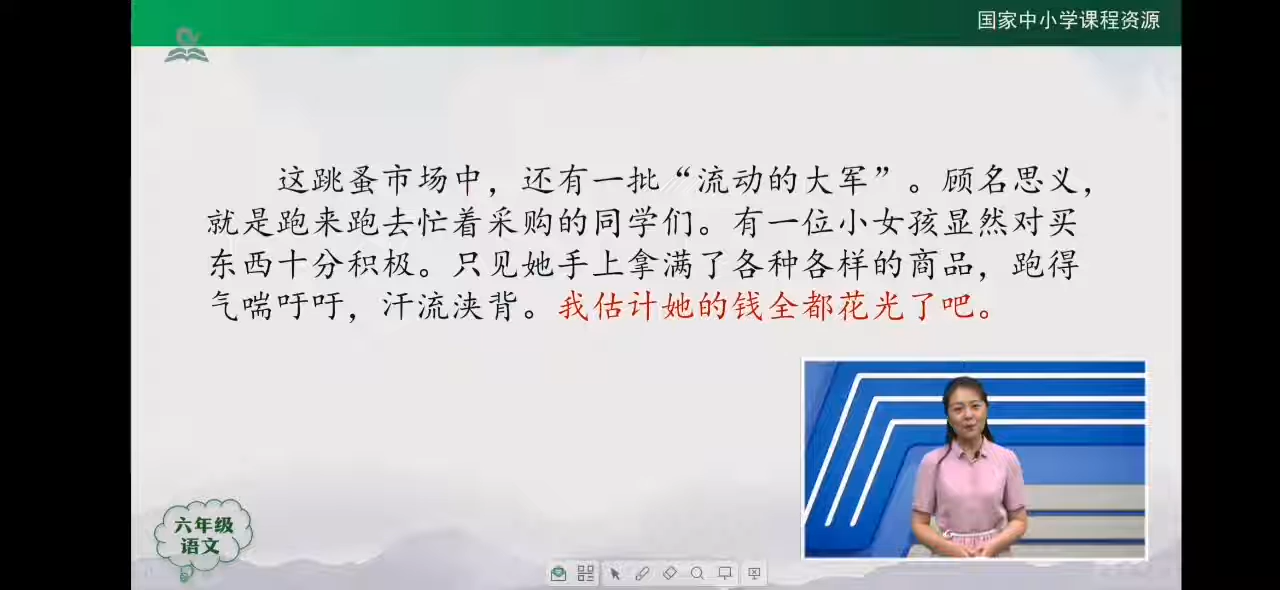 国家中小学课程资源
这跳蚤市场中，还有一批“流动的大军”。顾名思义，
就是跑来跑去忙着采购的同学们。有一位小女孩显然对买
东西十分积极。只见她手上拿满了各种各样的商品，跑得
气喘吁吁，汗流浃背。我估计她的钱全都花光了吧。
六年级
语文